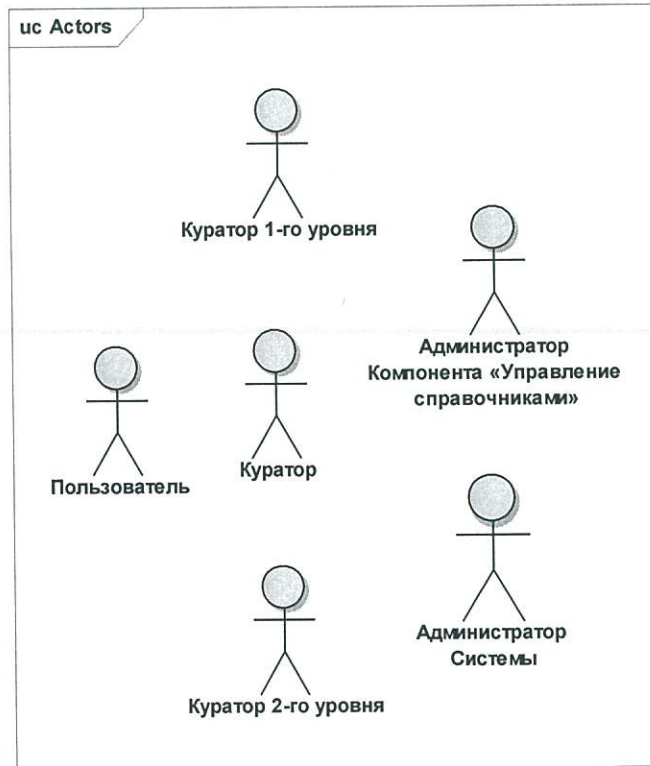 uc Actors
Куратор 1-го уровня
Администратор
Компонента «Управление
справочниками»
Пользователь
Куратор
Администратор
Системы
Куратор 2-го уровня